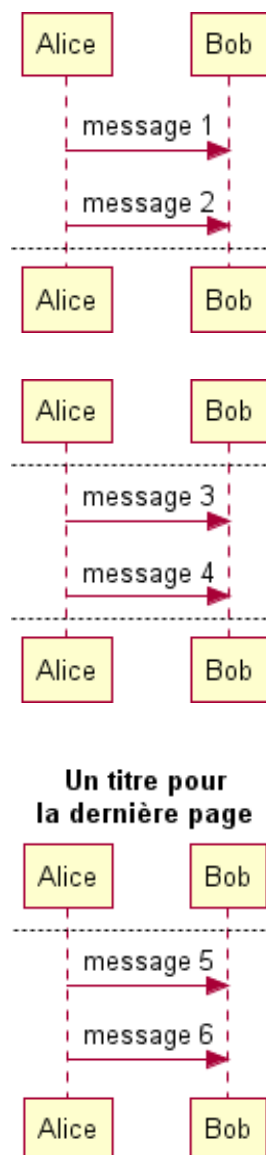 Alice Bob
message 1
message 2
Alice Bob
Alice Bob
message 3
message 4
Alice Bob
Un titre pour
la dernière page
Alice Bob
message 5
message 6
Alice Bob